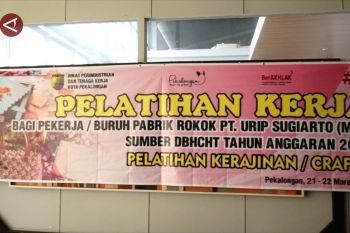 DINAS PERINDUSTRIAN
DAN TENAGA KERJA
KOTA PEKALONGAN
Pekalongan
BerAKHLAK
#
PELATIHAN KERJA
BAGI PEKERJA / BURUH PABRIK ROKOK PT. URIP SUGIARTO (M
SUMBER DBHCHT TAHUN ANGGARAN 20
PELATIHAN KERAJINAN / CRAF
Pekalongan, 21 - 22 Mare